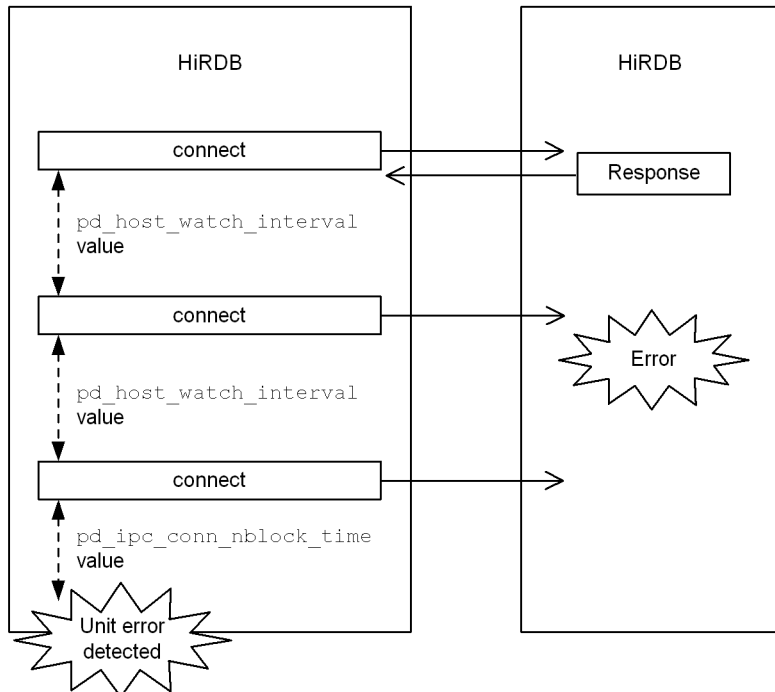 HiRDB
HiRDB
connect
Response
pd_host_watch_interval
value
connect
Error
pd_host_watch_interval
value
connect
pd_ipc_conn_nblock_time
value
Unit error
detected